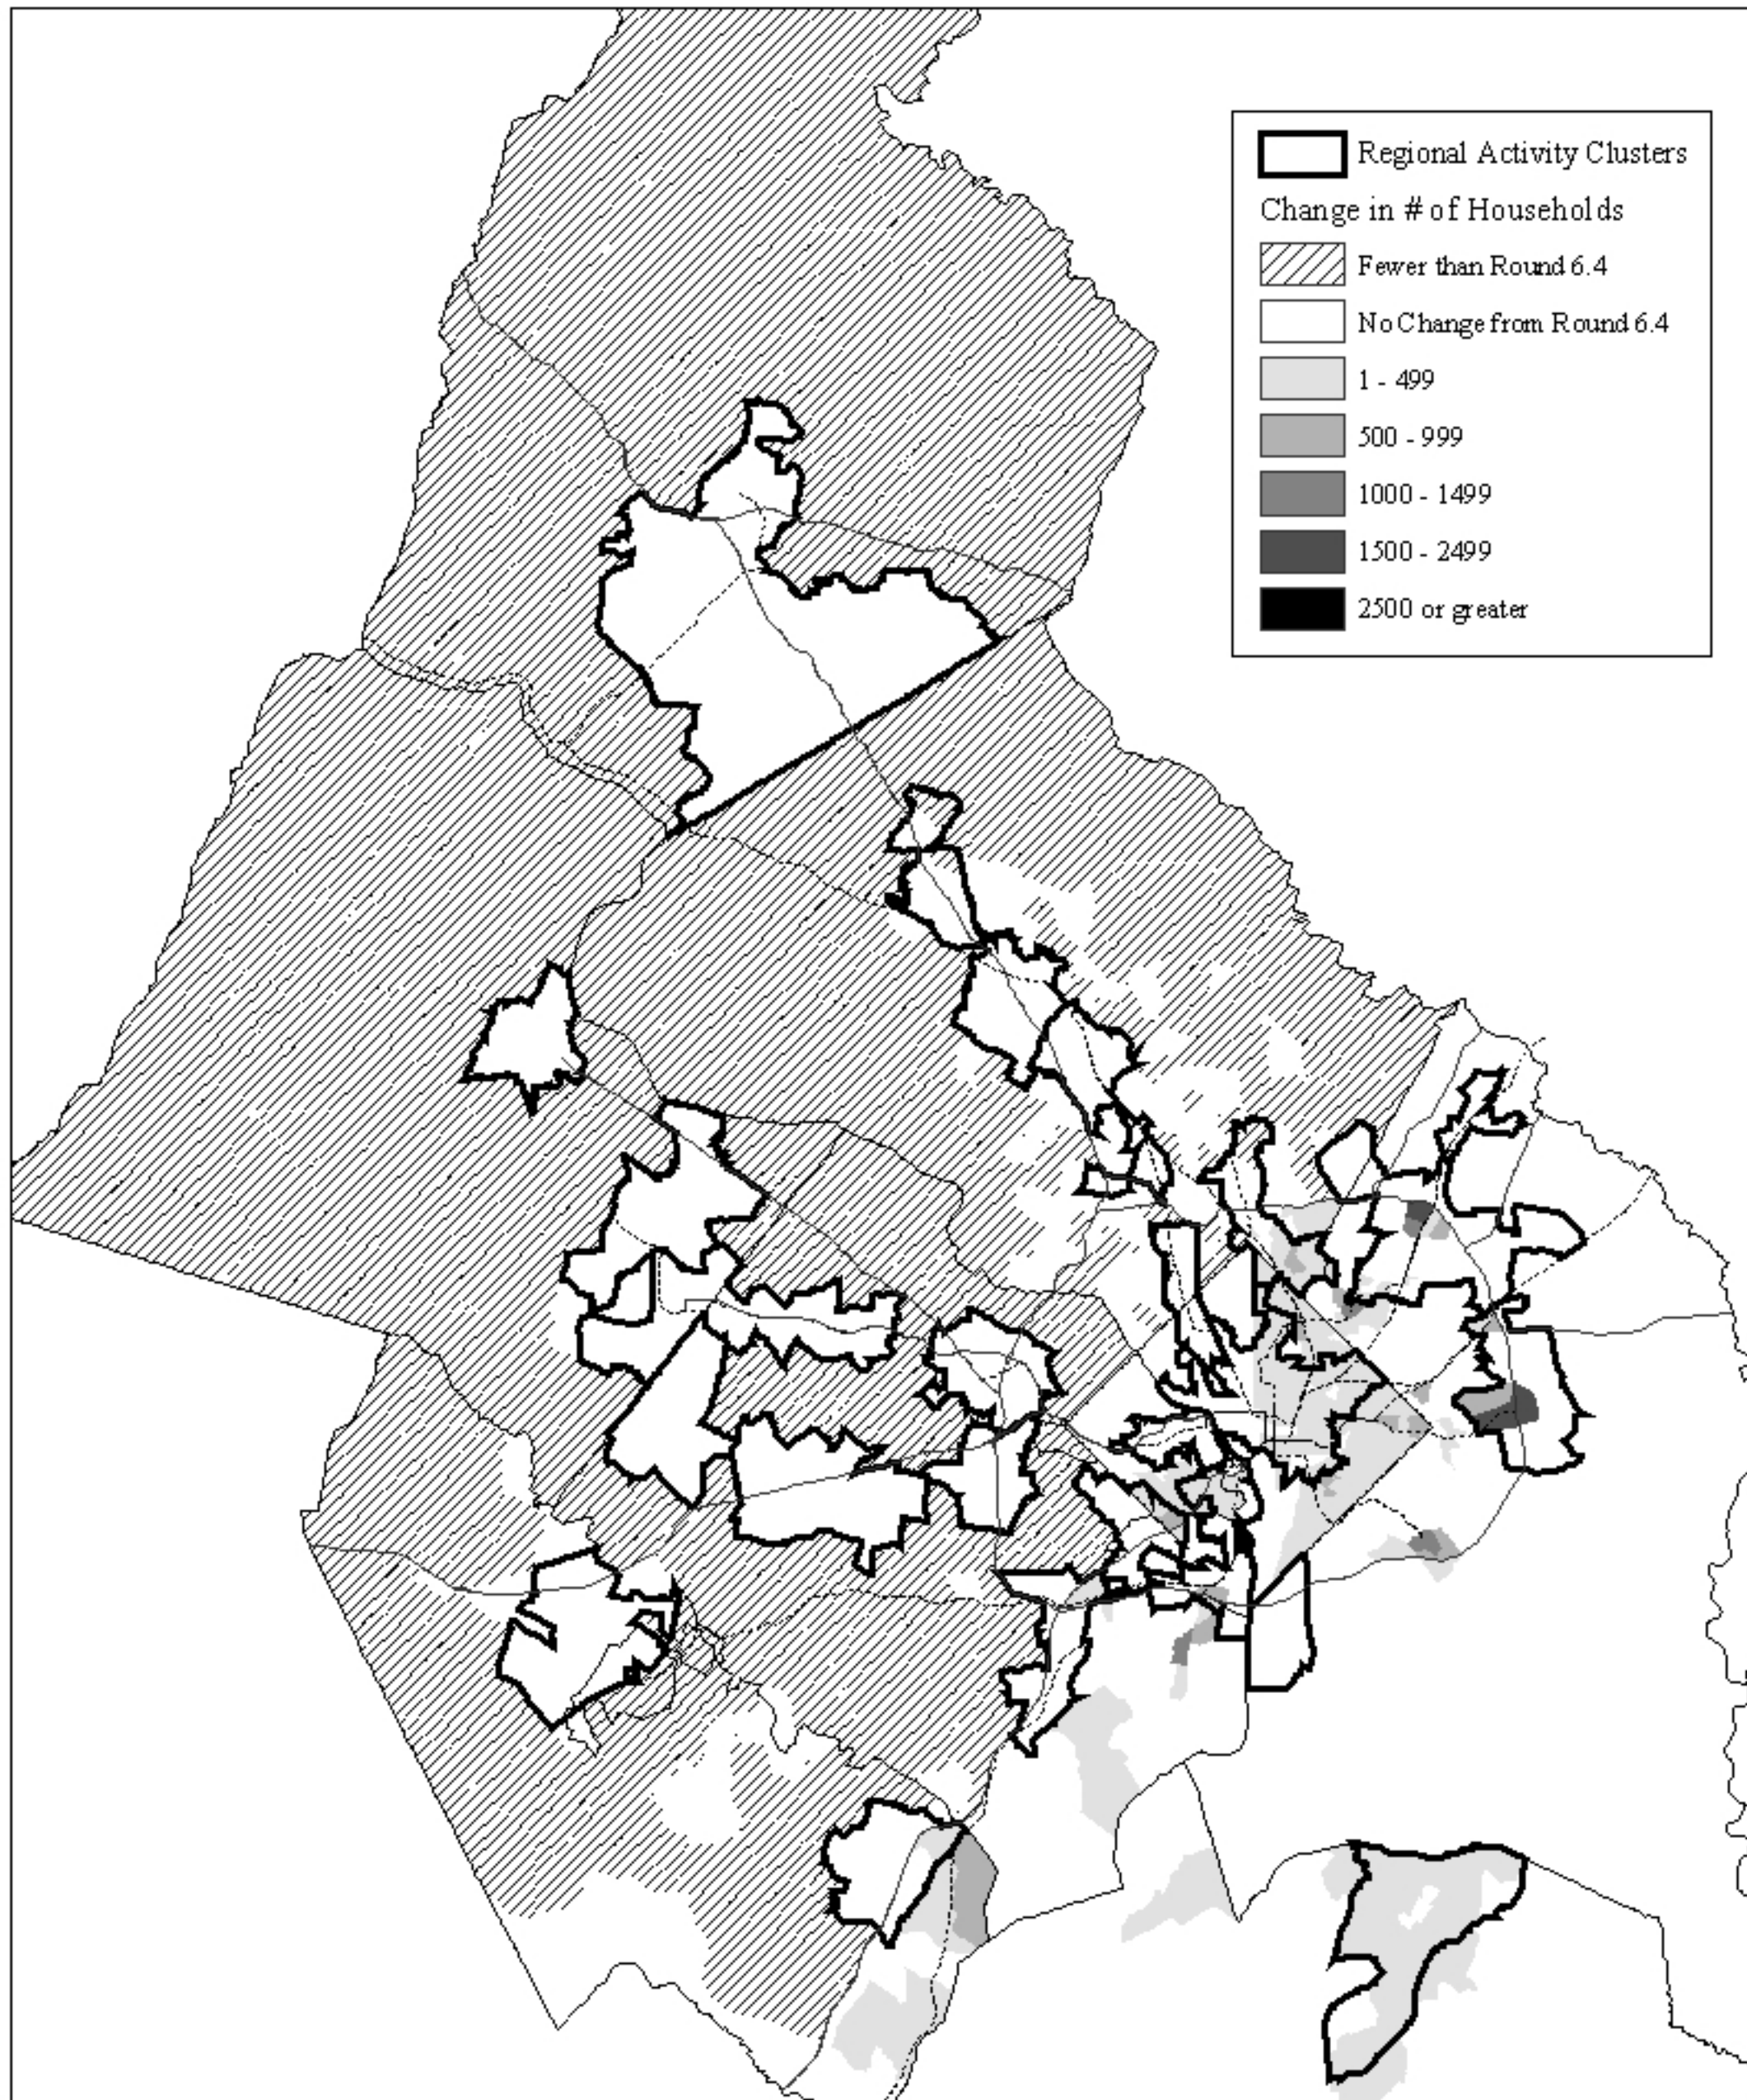 Regional Activity Clusters
Change in # of Households
Fewer than Round 6.4
No Change from Round 6.4
1 - 499
500 - 999
1000 - 1499
1500 - 2499
2500 or greater